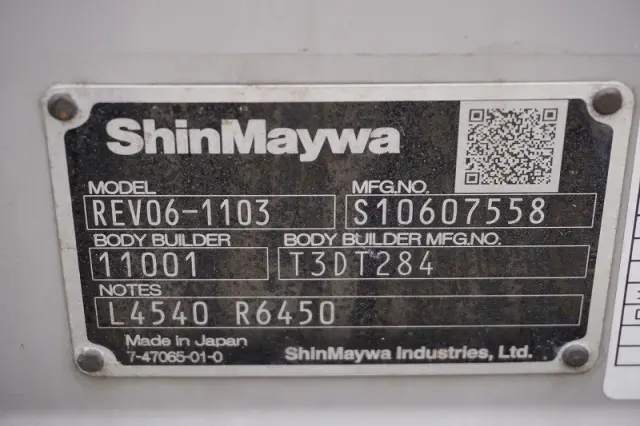 ShinMaywa
MODEL MFG.NO.
REV06-1103 S10607558
BODY BUILDER BODY BUILDER MFG.NO.
11001 T3DT284
NOTES
L4540 R6450
Made in Japan
7-47065-01-0 ShinMaywa Industries, Ltd.